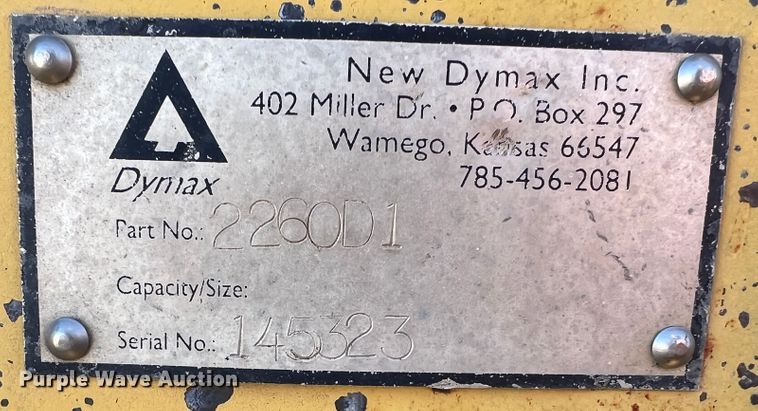 New Dymax Inc.
402 Miller Dr. • P.O. Box 297
Wamego, Kansas 66547
785-456-2081
Dymax
Part No.: 2260D1
Capacity/Size:
Serial No.: 145323
Purple Wave Auction